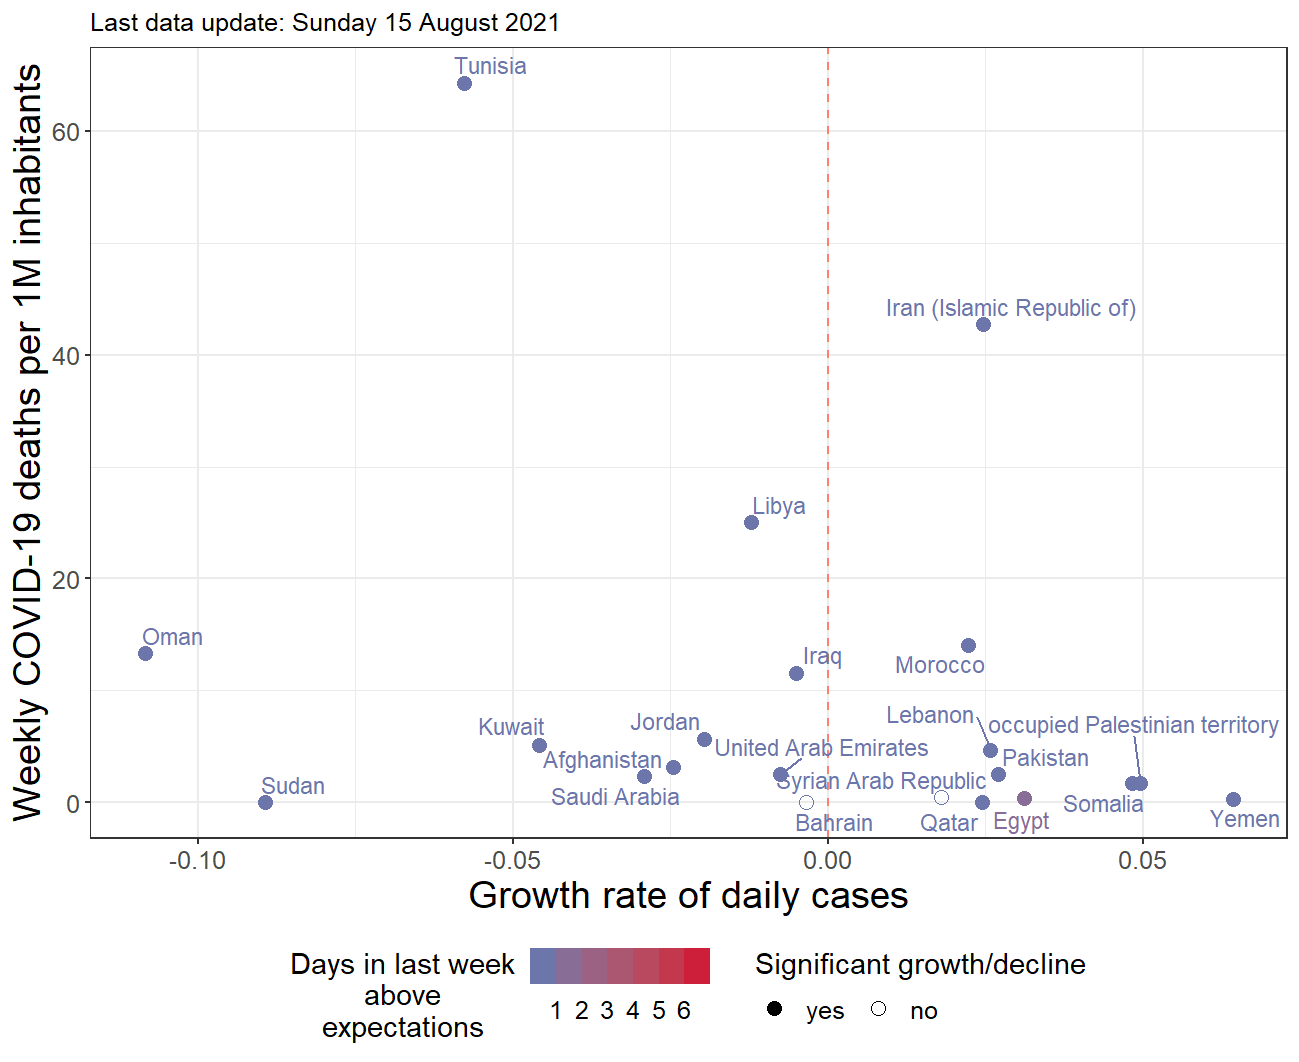 Last data update: Sunday 15 August 2021
Weekly COVID-19 deaths per 1M inhabitants
60
40
20
0
Tunisia
Iran (Islamic Republic of)
Libya
Oman
Iraq
Morocco
Lebanon
Jordan
Kuwait
occupied Palestinian territory
United Arab Emirates
Afghanistan
Pakistan
Syrian Arab Republic
Sudan
Saudi Arabia
Somalia
Bahrain
Qatar
Egypt
Yemen
-0.10
-0.05
0.00
0.05
Growth rate of daily cases
Days in last week
above
expectations
1 2 3 4 5 6
Significant growth/decline
yes
no